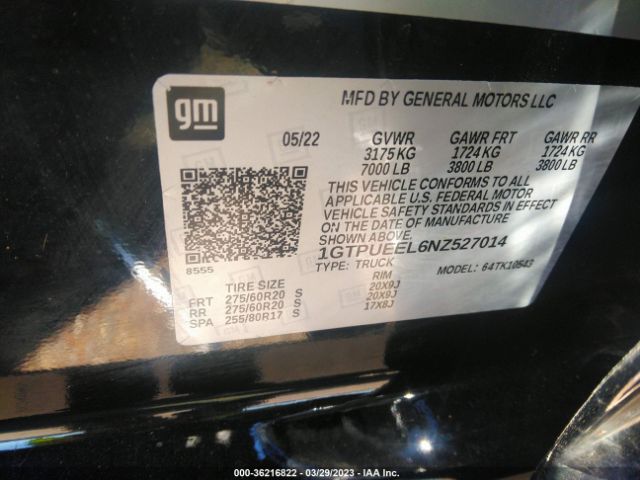 gm
MFD BY GENERAL MOTORS LLC
05/22 GVWR GAWR FRT GAWR RR
3175 KG 1724 KG 1724 KG
7000 LB 3800 LB 3800 LB
THIS VEHICLE CONFORMS TO ALL
APPLICABLE U.S. FEDERAL MOTOR
VEHICLE SAFETY STANDARDS IN EFFECT
ON THE DATE OF MANUFACTURE
SHOWN ABOVE.
1GTPUEEL6NZ527014
TYPE: TRUCK MODEL: 64TK10543
8555
TIRE SIZE RIM
FRT 275/60R20 S 20X9J
RR 275/60R20 S 20X9J
SPA 255/80R17 S 17X8J
000-36216822 — 03/29/2023 — IAA Inc.